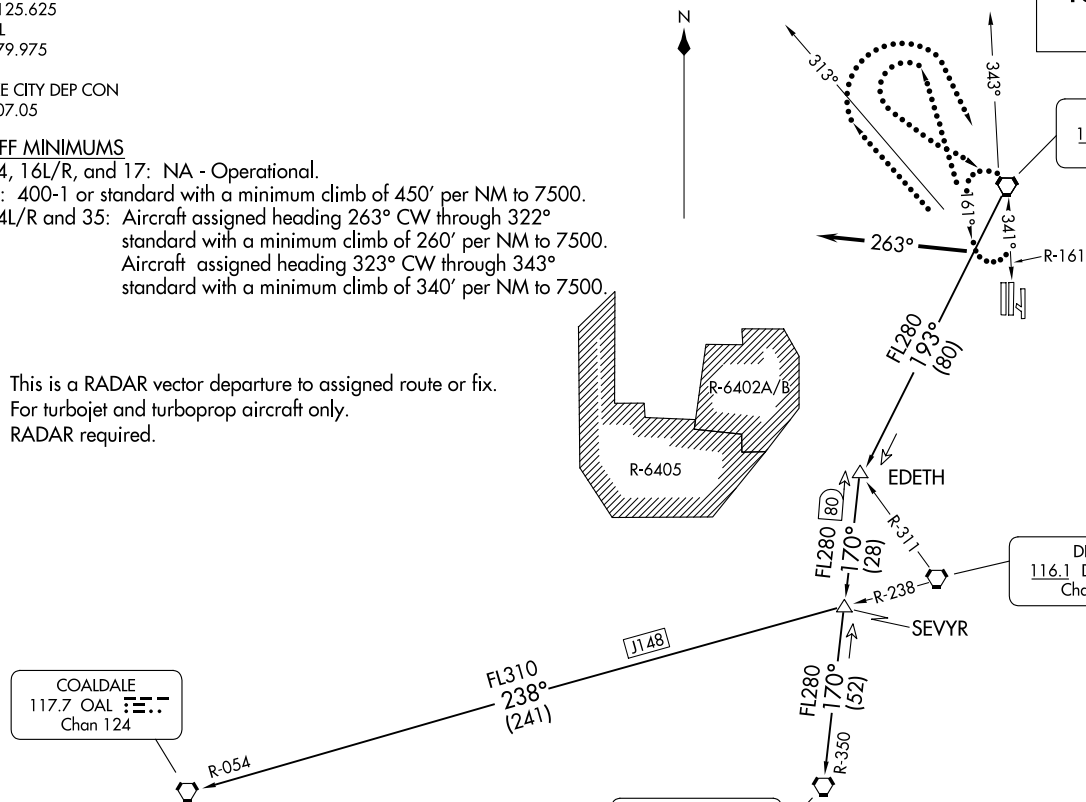 125.625
79.975
E CITY DEP CON
07.05
FF MINIMUMS
4, 16L/R, and 17: NA - Operational.
: 400-1 or standard with a minimum climb of 450' per NM to 7500.
4L/R and 35: Aircraft assigned heading 263° CW through 322°
standard with a minimum climb of 260' per NM to 7500.
Aircraft assigned heading 323° CW through 343°
standard with a minimum climb of 340' per NM to 7500.
This is a RADAR vector departure to assigned route or fix.
For turbojet and turboprop aircraft only.
RADAR required.
N
313°
343°
161°
341°
R-161
263°
FL280
193°
(80)
R-6402A/B
R-6405
EDETH
80
FL280
170°
(28)
R-311
R-238
116.1 D
Cha
SEVYR
J148
FL310
238°
(241)
FL280
170°
(52)
R-350
COALDALE
117.7 OAL
Chan 124
R-054